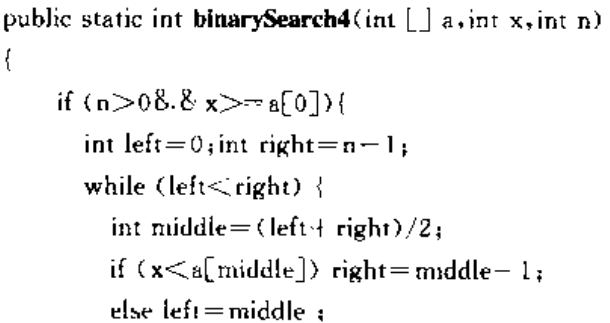 public static int binarySearch4(int [] a,int x,int n)
{
if (n>0&& x>=a[0]){
int left=0;int right=n-1;
while (left<right) {
int middle=(left+ right)/2;
if (x<a[middle]) right=middle- 1;
else left=middle ;